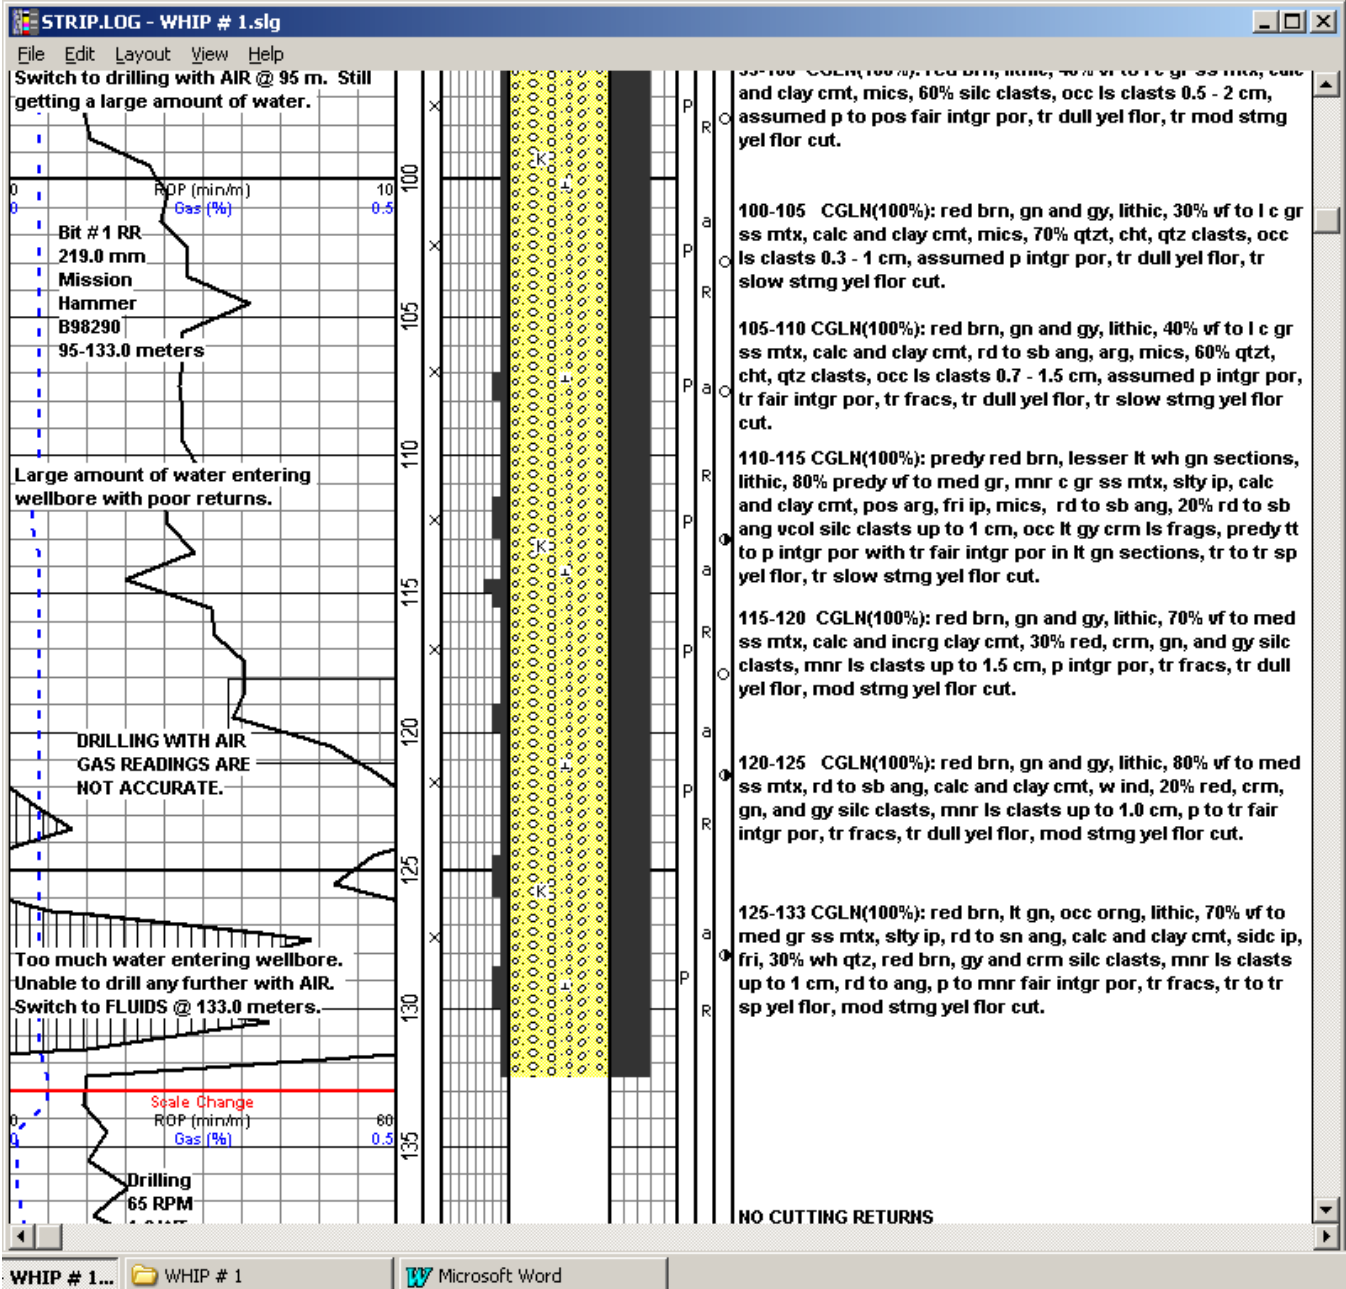 STRIP.LOG - WHIP # 1.slg
File Edit Layout View Help
Switch to drilling with AIR @ 95 m. Still
getting a large amount of water.
0 ROP (min/m) 10
0 Gas (%) 0.5
Bit # 1 RR
219.0 mm
Mission
Hammer
B98290
95-133.0 meters
Large amount of water entering
wellbore with poor returns.
DRILLING WITH AIR
GAS READINGS ARE
NOT ACCURATE.
Too much water entering wellbore.
Unable to drill any further with AIR.
Switch to FLUIDS @ 133.0 meters.
Scale Change
0 ROP (min/m) 60
0 Gas (%) 0.5
Drilling
65 RPM
100
105
110
115
120
125
130
135
K
K
K
P
R
a
P
R
P
a
R
P
a
R
P
a
P
R
a
P
R
95-100 CGLN(100%): red brn, lithic, 40% vf to l c gr ss mtx, calc
and clay cmt, mics, 60% silc clasts, occ ls clasts 0.5 - 2 cm,
assumed p to pos fair intgr por, tr dull yel flor, tr mod stmg
yel flor cut.
100-105 CGLN(100%): red brn, gn and gy, lithic, 30% vf to l c gr
ss mtx, calc and clay cmt, mics, 70% qtzt, cht, qtz clasts, occ
ls clasts 0.3 - 1 cm, assumed p intgr por, tr dull yel flor, tr
slow stmg yel flor cut.
105-110 CGLN(100%): red brn, gn and gy, lithic, 40% vf to l c gr
ss mtx, calc and clay cmt, rd to sb ang, arg, mics, 60% qtzt,
cht, qtz clasts, occ ls clasts 0.7 - 1.5 cm, assumed p intgr por,
tr fair intgr por, tr fracs, tr dull yel flor, tr slow stmg yel flor
cut.
110-115 CGLN(100%): predy red brn, lesser lt wh gn sections,
lithic, 80% predy vf to med gr, mnr c gr ss mtx, slty ip, calc
and clay cmt, pos arg, fri ip, mics, rd to sb ang, 20% rd to sb
ang vcol silc clasts up to 1 cm, occ lt gy crm ls frags, predy tt
to p intgr por with tr fair intgr por in lt gn sections, tr to tr sp
yel flor, tr slow stmg yel flor cut.
115-120 CGLN(100%): red brn, gn and gy, lithic, 70% vf to med
ss mtx, calc and incrg clay cmt, 30% red, crm, gn, and gy silc
clasts, mnr ls clasts up to 1.5 cm, p intgr por, tr fracs, tr dull
yel flor, mod stmg yel flor cut.
120-125 CGLN(100%): red brn, gn and gy, lithic, 80% vf to med
ss mtx, rd to sb ang, calc and clay cmt, w ind, 20% red, crm,
gn, and gy silc clasts, mnr ls clasts up to 1.0 cm, p to tr fair
intgr por, tr fracs, tr dull yel flor, mod stmg yel flor cut.
125-133 CGLN(100%): red brn, lt gn, occ orng, lithic, 70% vf to
med gr ss mtx, slty ip, rd to sn ang, calc and clay cmt, sidc ip,
fri, 30% wh qtz, red brn, gy and crm silc clasts, mnr ls clasts
up to 1 cm, rd to ang, p to mnr fair intgr por, tr fracs, tr to tr
sp yel flor, mod stmg yel flor cut.
NO CUTTING RETURNS
WHIP # 1...
WHIP # 1
Microsoft Word